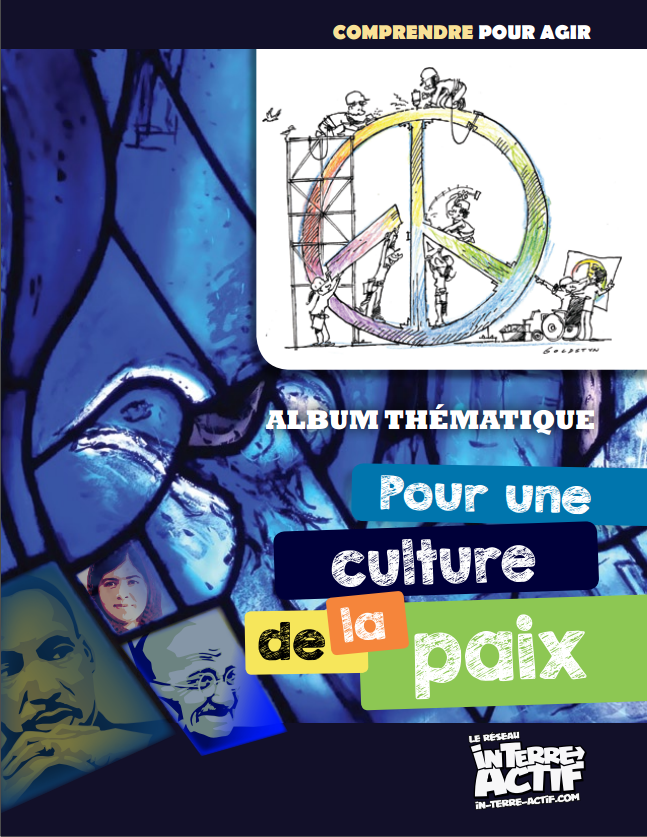 COMPRENDRE POUR AGIR
GOLDSTYN
ALBUM THÉMATIQUE
Pour une
culture
de la paix
LE RÉSEAU
IN-TERRE-
ACTIF
IN-TERRE-ACTIF.COM